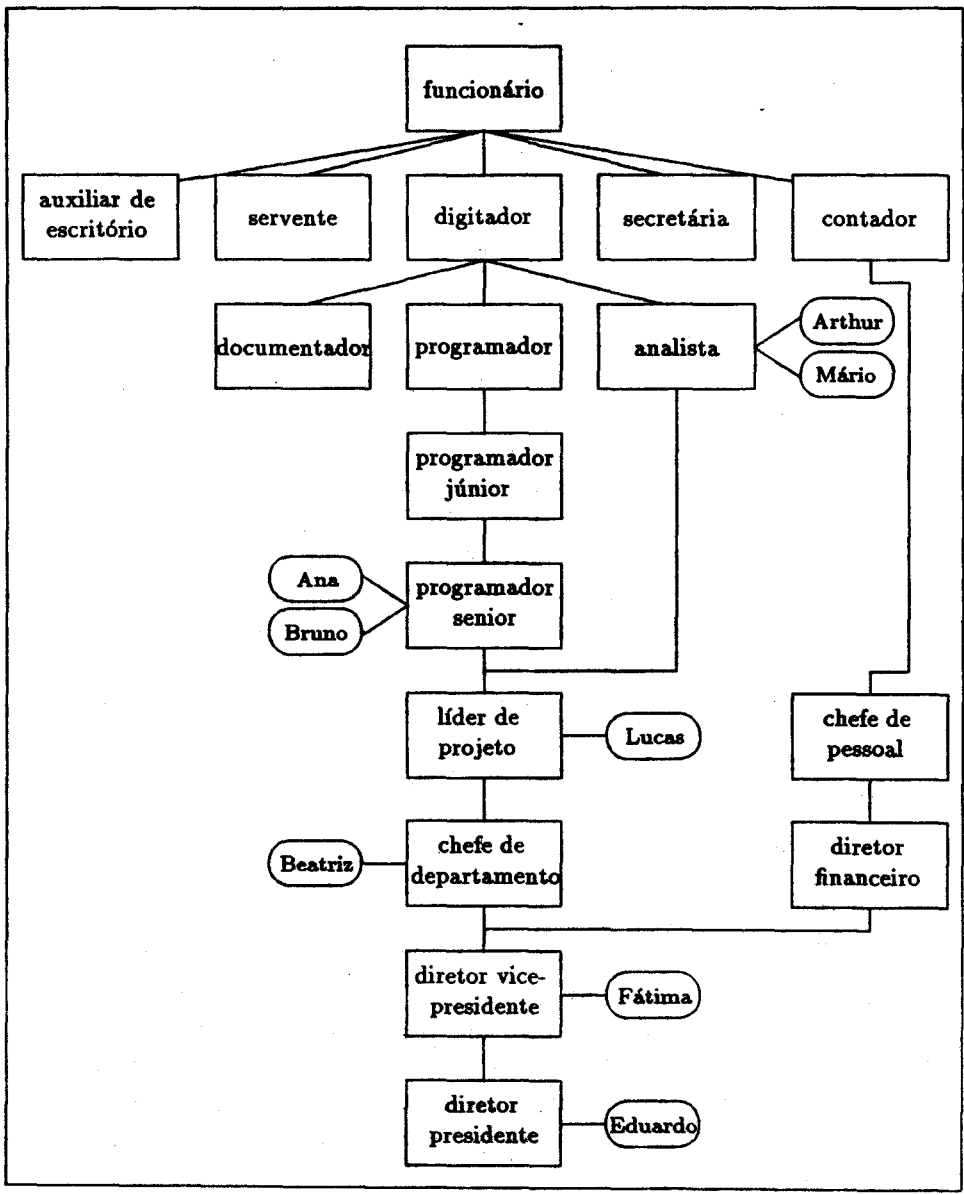 funcionário
auxiliar de
escritório
servente
digitador
secretária
contador
documentador
programador
analista
Arthur
Mário
programador
júnior
Ana
Bruno
programador
senior
líder de
projeto
Lucas
chefe de
pessoal
Beatriz
chefe de
departamento
diretor
financeiro
diretor vice-
presidente
Fátima
diretor
presidente
Eduardo